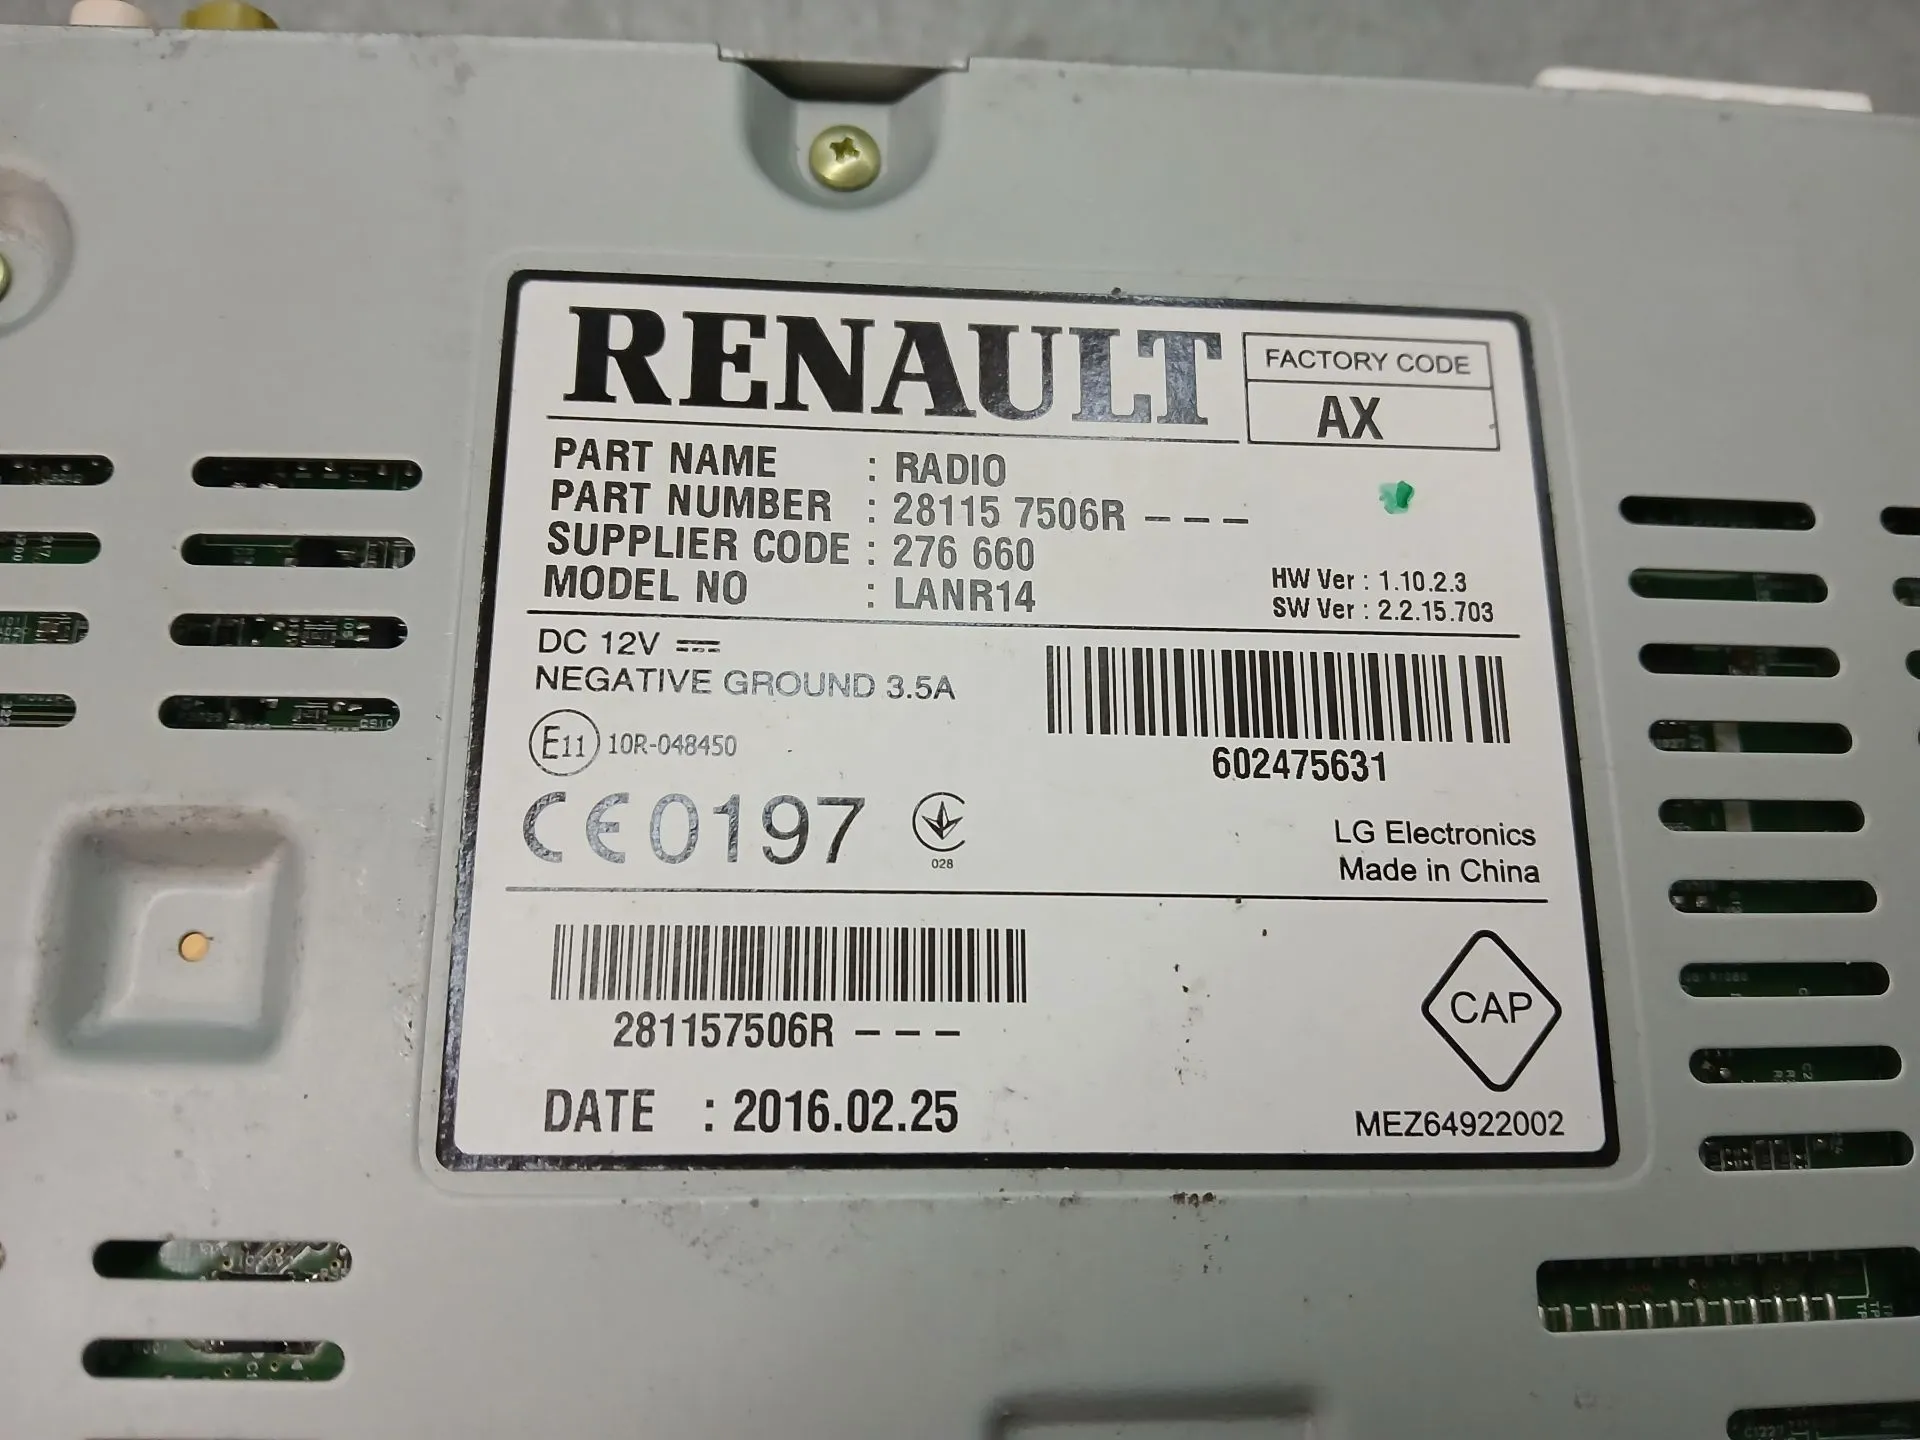 RENAULT
FACTORY CODE
AX
PART NAME : RADIO
PART NUMBER : 28115 7506R - - -
SUPPLIER CODE : 276 660
MODEL NO : LANR14
HW Ver : 1.10.2.3
SW Ver : 2.2.15.703
DC 12V
NEGATIVE GROUND 3.5A
E11 10R-048450
602475631
CE0197
028
LG Electronics
Made in China
281157506R - - -
CAP
DATE : 2016.02.25
MEZ64922002